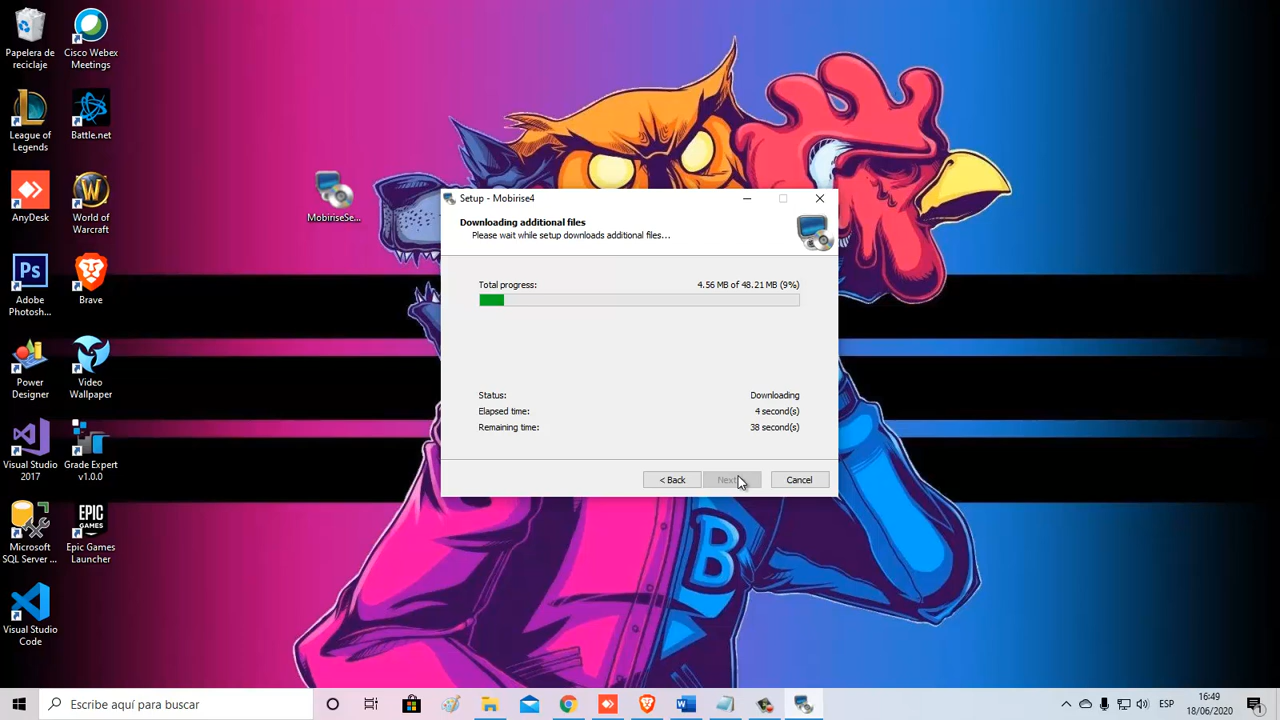 Papelera de
reciclaje
Cisco Webex
Meetings
League of
Legends
Battle.net
AnyDesk
World of
Warcraft
Ps
Adobe
Photosh...
Brave
Power
Designer
Video
Wallpaper
Visual Studio
2017
Grade Expert
v1.0.0
Microsoft
SQL Server ...
EPIC
GAMES
Epic Games
Launcher
Visual Studio
Code
MobiriseSe...
Setup - Mobirise4
Downloading additional files
Please wait while setup downloads additional files...
Total progress:
4.56 MB of 48.21 MB (9%)
Status:
Downloading
Elapsed time:
4 second(s)
Remaining time:
38 second(s)
< Back
Next
Cancel
B
Escribe aquí para buscar
ESP
16:49
18/06/2020
1